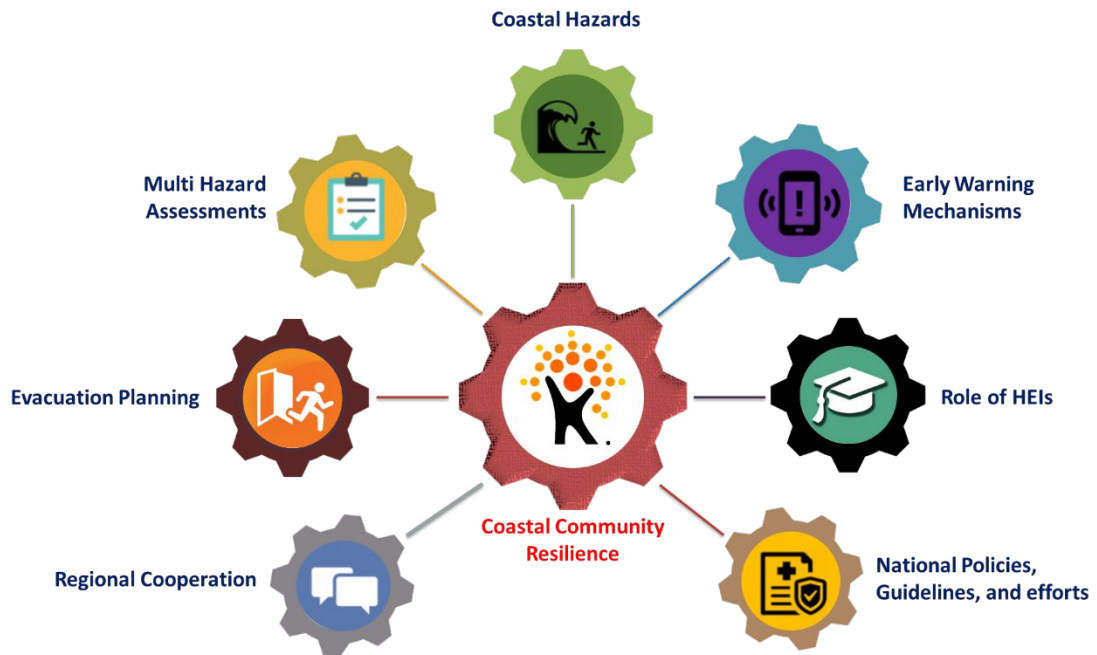 Coastal Hazards
Multi Hazard
Assessments
Early Warning
Mechanisms
Evacuation Planning
Role of HEIs
Coastal Community
Resilience
Regional Cooperation
National Policies,
Guidelines, and efforts